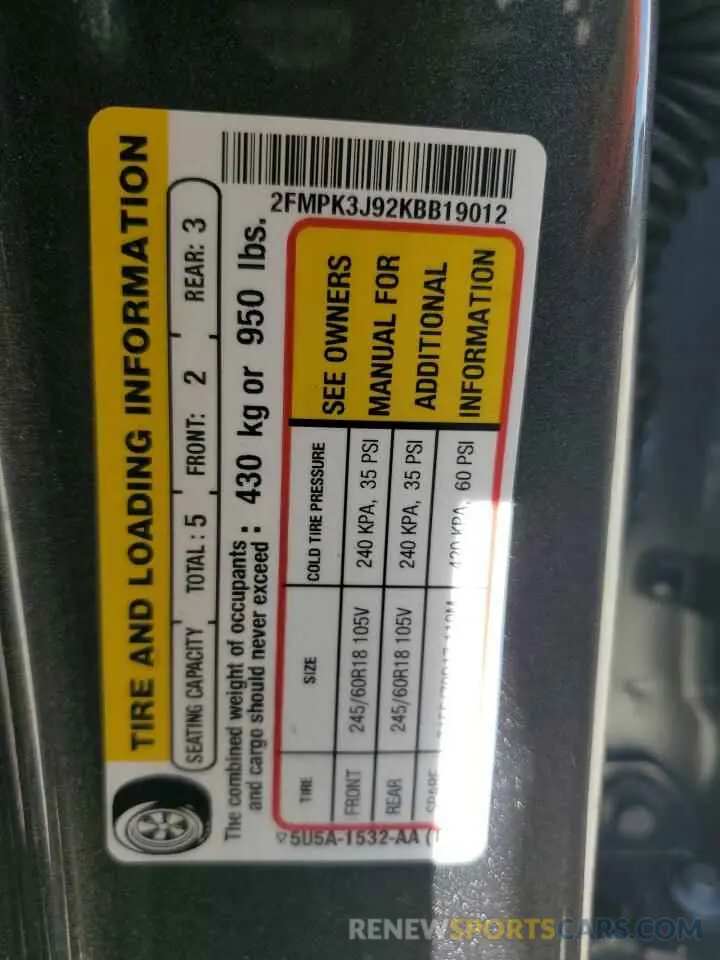 TIRE AND LOADING INFORMATION
SEATING CAPACITY TOTAL: 5 FRONT: 2 REAR: 3
The combined weight of occupants
and cargo should never exceed : 430 kg or 950 lbs.
2FMPK3J92KBB19012
TIRE SIZE COLD TIRE PRESSURE
FRONT 245/60R18 105V 240 KPA, 35 PSI
REAR 245/60R18 105V 240 KPA, 35 PSI
SPARE 420 KPA, 60 PSI
SEE OWNERS
MANUAL FOR
ADDITIONAL
INFORMATION
5U5A-1532-AA
RENEWSPORTSCARS.COM